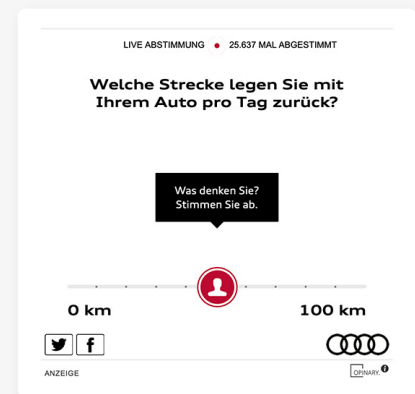 LIVE ABSTIMMUNG • 25.637 MAL ABGESTIMMT
Welche Strecke legen Sie mit
Ihrem Auto pro Tag zurück?
Was denken Sie?
Stimmen Sie ab.
0 km 100 km
f
ANZEIGE OPINARY. i